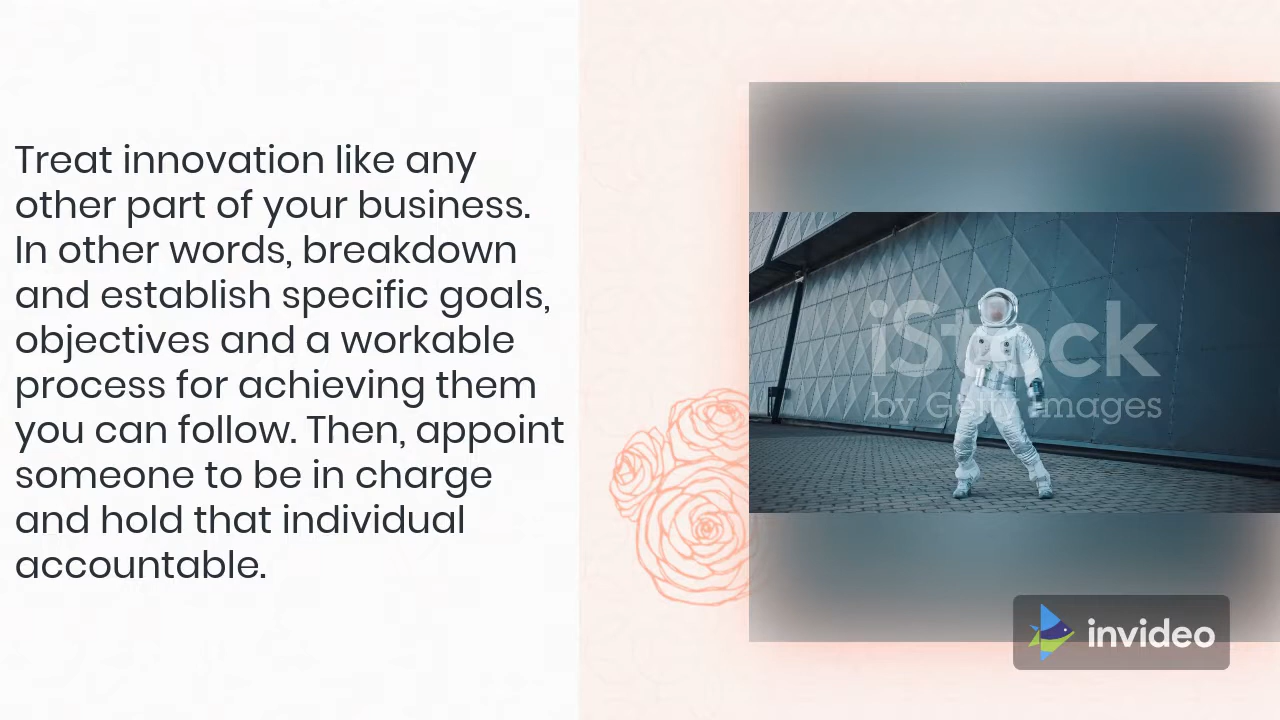 Treat innovation like any
other part of your business.
In other words, breakdown
and establish specific goals,
objectives and a workable
process for achieving them
you can follow. Then, appoint
someone to be in charge
and hold that individual
accountable.
iStock
by Getty Images
invideo